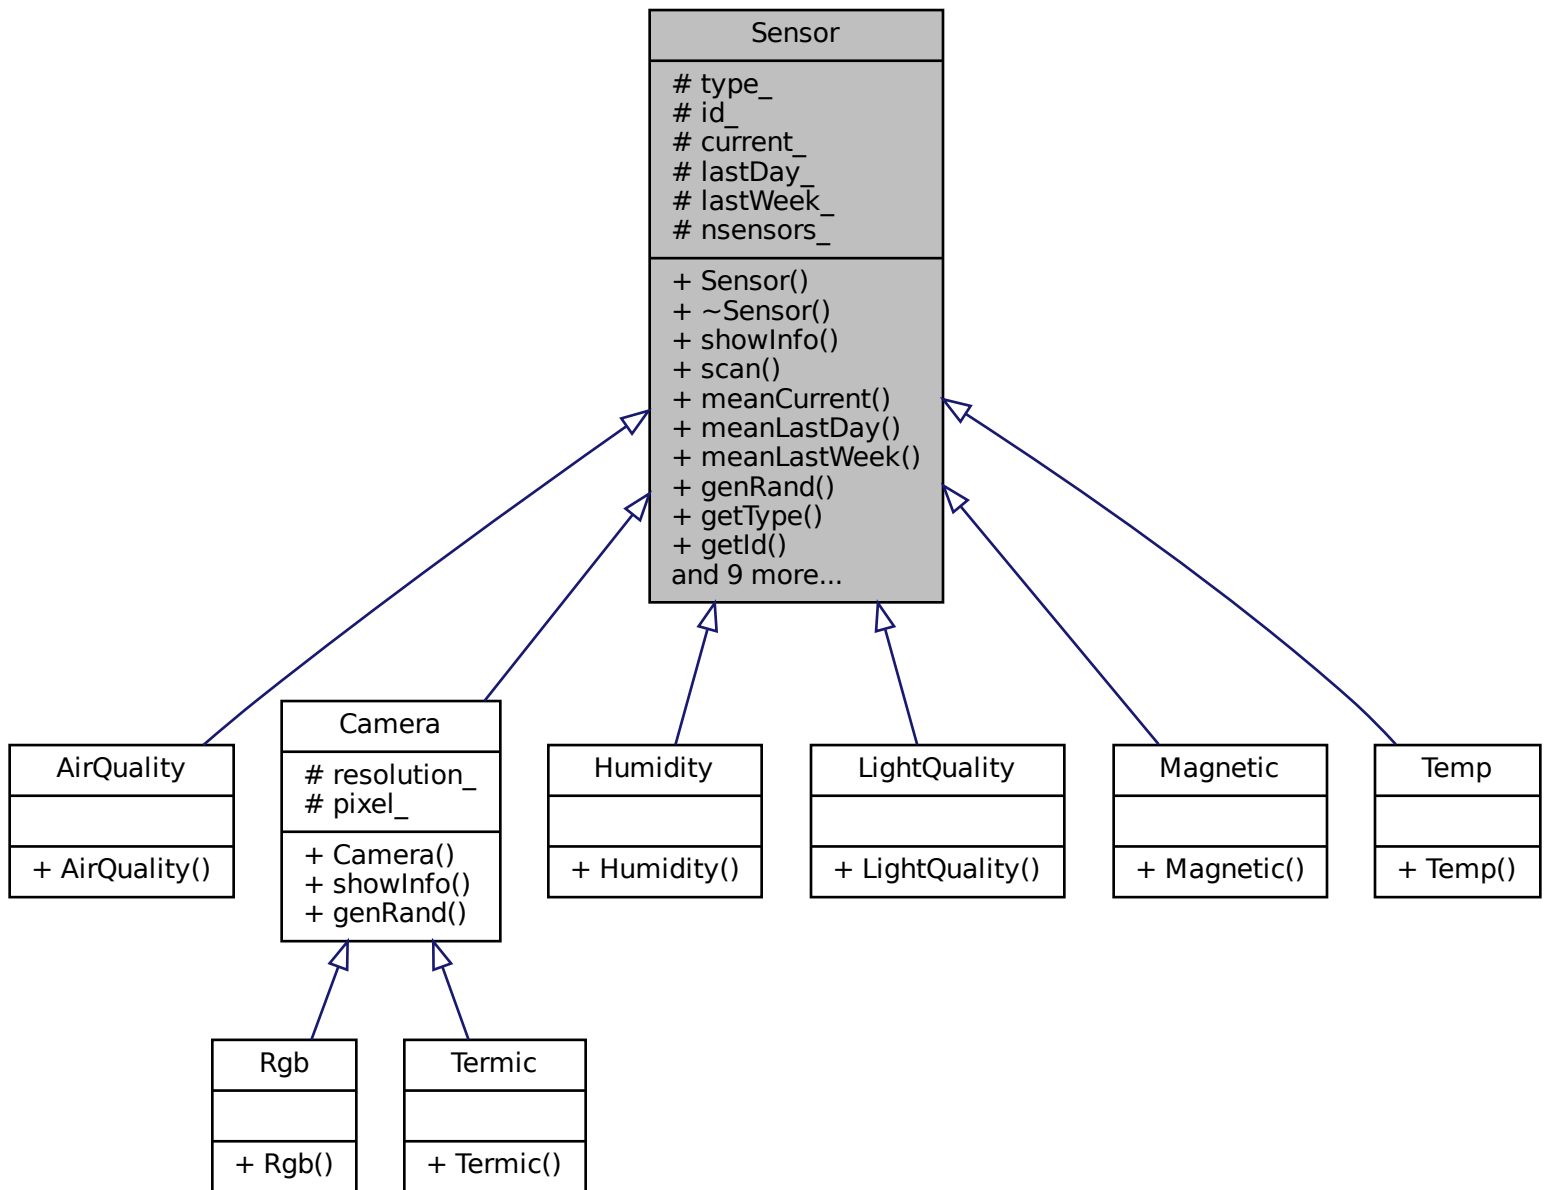 Sensor
# type_
# id_
# current_
# lastDay_
# lastWeek_
# nsensors_
+ Sensor()
+ ~Sensor()
+ showInfo()
+ scan()
+ meanCurrent()
+ meanLastDay()
+ meanLastWeek()
+ genRand()
+ getType()
+ getId()
and 9 more...
AirQuality
+ AirQuality()
Camera
# resolution_
# pixel_
+ Camera()
+ showInfo()
+ genRand()
Humidity
+ Humidity()
LightQuality
+ LightQuality()
Magnetic
+ Magnetic()
Temp
+ Temp()
Rgb
+ Rgb()
Termic
+ Termic()